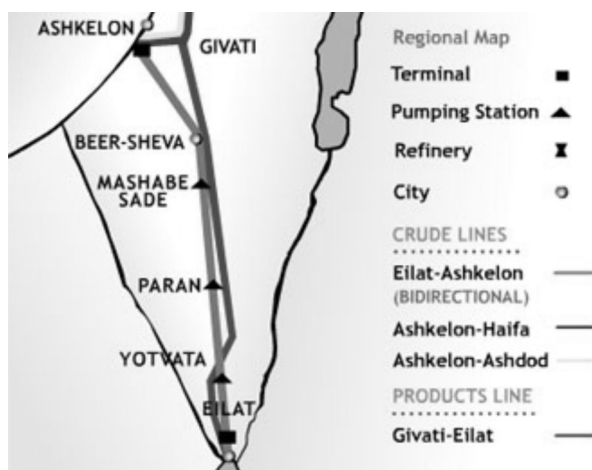 ASHKELON
GIVATI
BEER-SHEVA
MASHABE
SADE
PARAN
YOTVATA
EILAT
Regional Map
Terminal
Pumping Station
Refinery
City
CRUDE LINES
Eilat-Ashkelon
(BIDIRECTIONAL)
Ashkelon-Haifa
Ashkelon-Ashdod
PRODUCTS LINE
Givati-Eilat